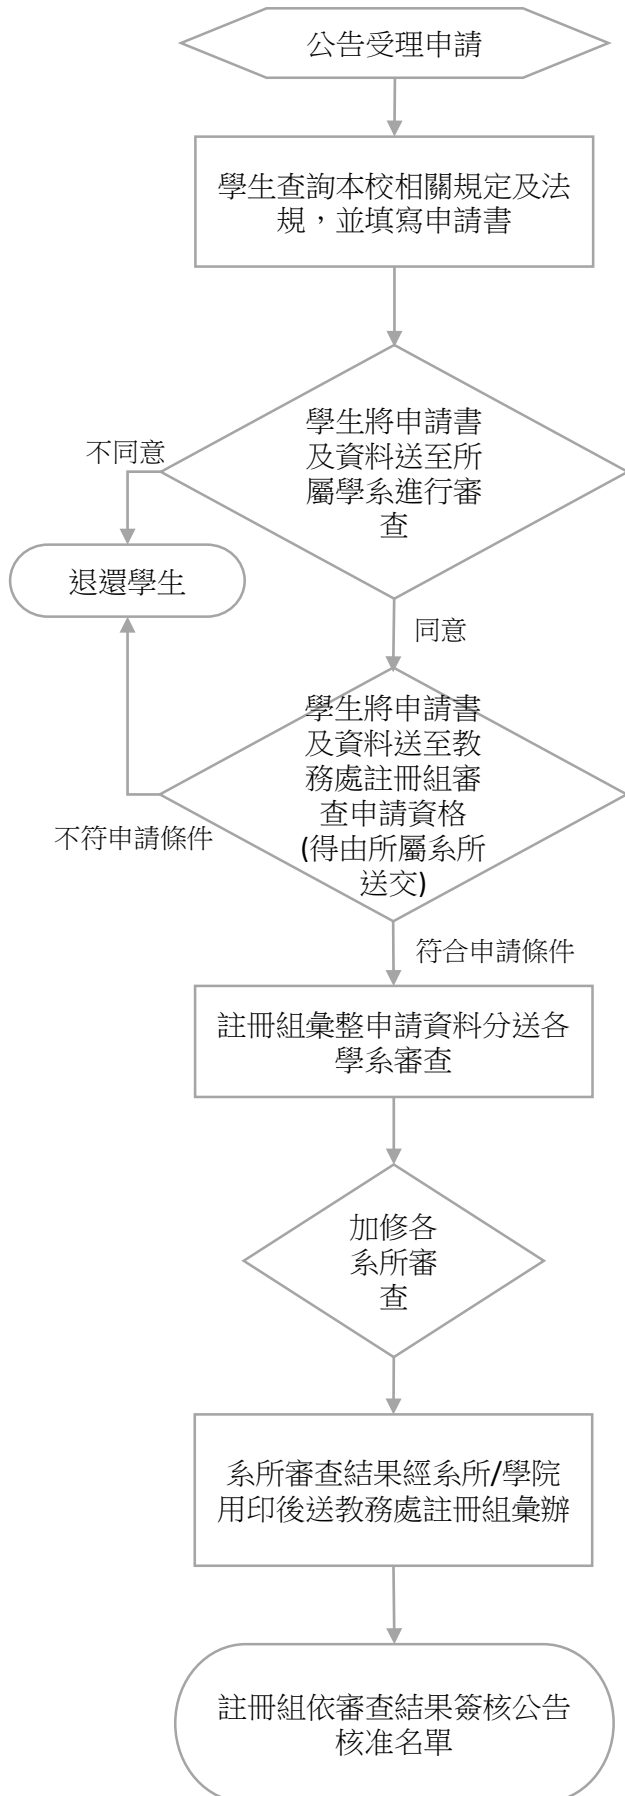 公告受理申請
學生查詢本校相關規定及法
規，並填寫申請書
學生將申請書
及資料送至所
屬學系進行審
查
不同意
退還學生
同意
學生將申請書
及資料送至教
務處註冊組審
查申請資格
(得由所屬系所
送交)
不符申請條件
符合申請條件
註冊組彙整申請資料分送各
學系審查
加修各
系所審
查
系所審查結果經系所/學院
用印後送教務處註冊組彙辦
註冊組依審查結果簽核公告
核准名單